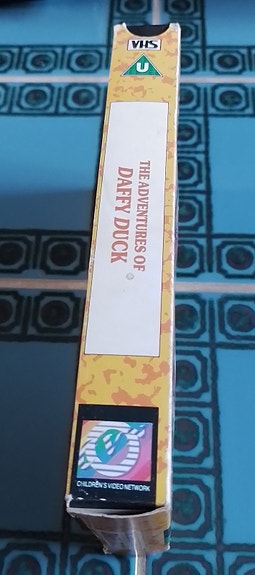 VHS
U
THE ADVENTURES OF
DAFFY DUCK
©
CHILDREN'S VIDEO NETWORK